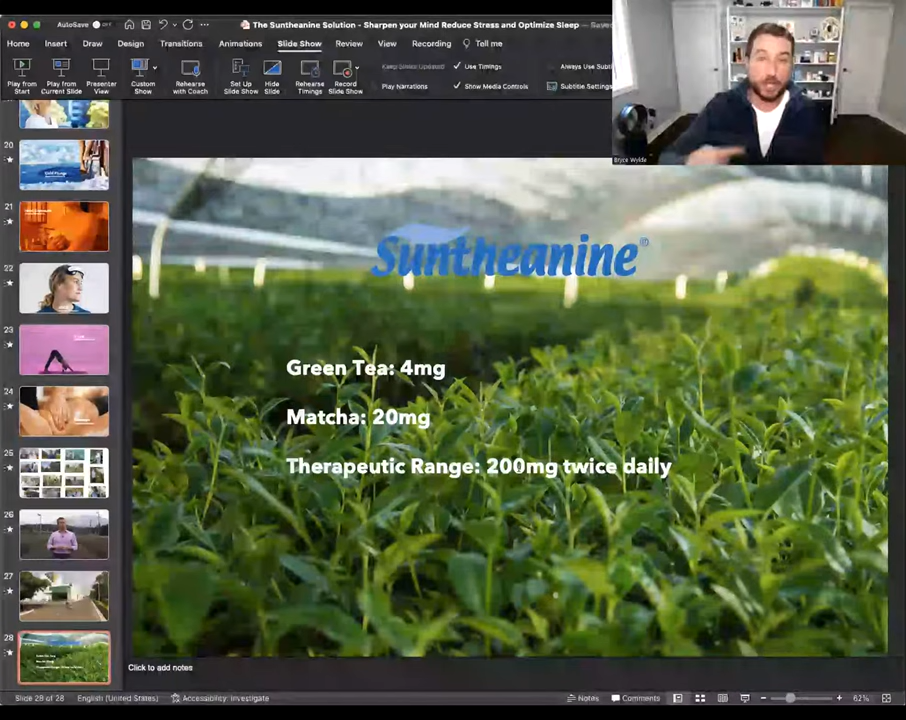 AutoSave
OFF
The Suntheanine Solution - Sharpen your Mind Reduce Stress and Optimize Sleep
Home Insert Draw Design Transitions Animations Slide Show Review View Recording Tell me
Play from Start
Play from Current Slide
Presenter View
Custom Show
Rehearse with Coach
Set Up Slide Show
Hide Slide
Rehearse Timings
Record Slide Show
Keep Slides Updated
Use Timings
Always Use Subti
Play Narrations
Show Media Controls
Subtitle Settings
Bryce Wylde
20
21
22
23
24
25
26
27
28
Suntheanine®
Green Tea: 4mg
Matcha: 20mg
Therapeutic Range: 200mg twice daily
Click to add notes
Slide 28 of 28 English (United States) Accessibility: Investigate Notes Comments 62%